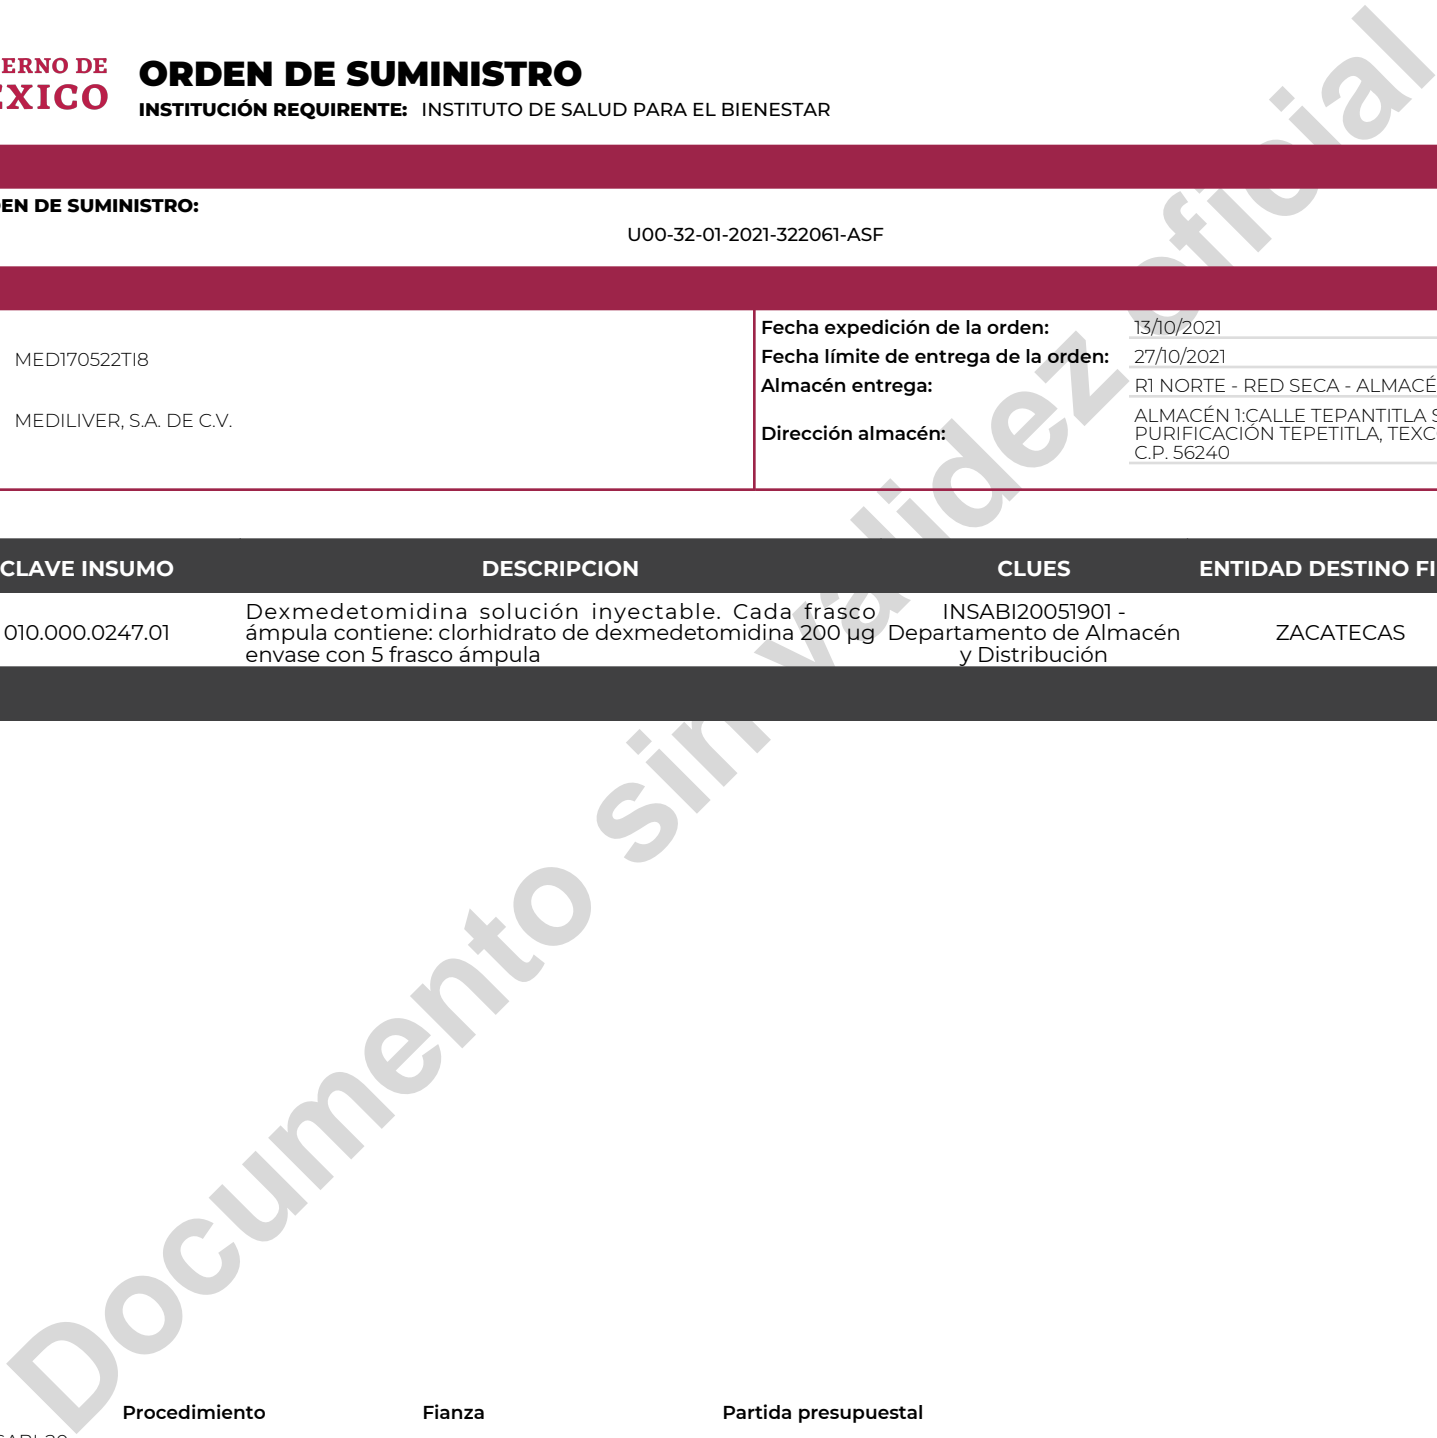 ERNO DE
ORDEN DE SUMINISTRO
XICO
INSTITUCIÓN REQUIRENTE: INSTITUTO DE SALUD PARA EL BIENESTAR
EN DE SUMINISTRO:
U00-32-01-2021-322061-ASF
Fecha expedición de la orden: 13/10/2021
MED170522TI8
Fecha límite de entrega de la orden: 27/10/2021
Almacén entrega: R1 NORTE - RED SECA - ALMACÉ
MEDILIVER, S.A. DE C.V.
Dirección almacén:
ALMACÉN 1:CALLE TEPANTITLA S
PURIFICACIÓN TEPETITLA, TEXC
C.P. 56240
CLAVE INSUMO DESCRIPCION CLUES ENTIDAD DESTINO FI
010.000.0247.01
Dexmedetomidina solución inyectable. Cada frasco
ámpula contiene: clorhidrato de dexmedetomidina 200 µg
envase con 5 frasco ámpula
INSABI20051901 -
Departamento de Almacén
y Distribución
ZACATECAS
Documento sin validez oficial
Procedimiento Fianza Partida presupuestal